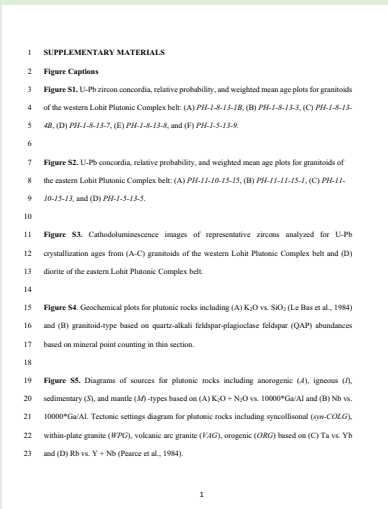 1 SUPPLEMENTARY MATERIALS
2 Figure Captions
3 Figure S1. U-Pb zircon concordia, relative probability, and weighted mean age plots for granitoids
4 of the western Lohit Plutonic Complex belt: (A) PH-1-8-13-1B, (B) PH-1-8-13-3, (C) PH-1-8-13-
5 4B, (D) PH-1-8-13-7, (E) PH-1-8-13-8, and (F) PH-1-5-13-9.
6
7 Figure S2. U-Pb concordia, relative probability, and weighted mean age plots for granitoids of
8 the eastern Lohit Plutonic Complex belt: (A) PH-11-10-15-15, (B) PH-11-11-15-1, (C) PH-11-
9 10-15-13, and (D) PH-1-5-13-5.
10
11 Figure S3. Cathodoluminescence images of representative zircons analyzed for U-Pb
12 crystallization ages from (A-C) granitoids of the western Lohit Plutonic Complex belt and (D)
13 diorite of the eastern Lohit Plutonic Complex belt.
14
15 Figure S4. Geochemical plots for plutonic rocks including (A) K₂O vs. SiO₂ (Le Bas et al., 1984)
16 and (B) granitoid-type based on quartz-alkali feldspar-plagioclase feldspar (QAP) abundances
17 based on mineral point counting in thin section.
18
19 Figure S5. Diagrams of sources for plutonic rocks including anorogenic (A), igneous (I),
20 sedimentary (S), and mantle (M) -types based on (A) K₂O + N₂O vs. 10000*Ga/Al and (B) Nb vs.
21 10000*Ga/Al. Tectonic settings diagram for plutonic rocks including syncollisonal (syn-COLG),
22 within-plate granite (WPG), volcanic arc granite (VAG), orogenic (ORG) based on (C) Ta vs. Yb
23 and (D) Rb vs. Y + Nb (Pearce et al., 1984).
1